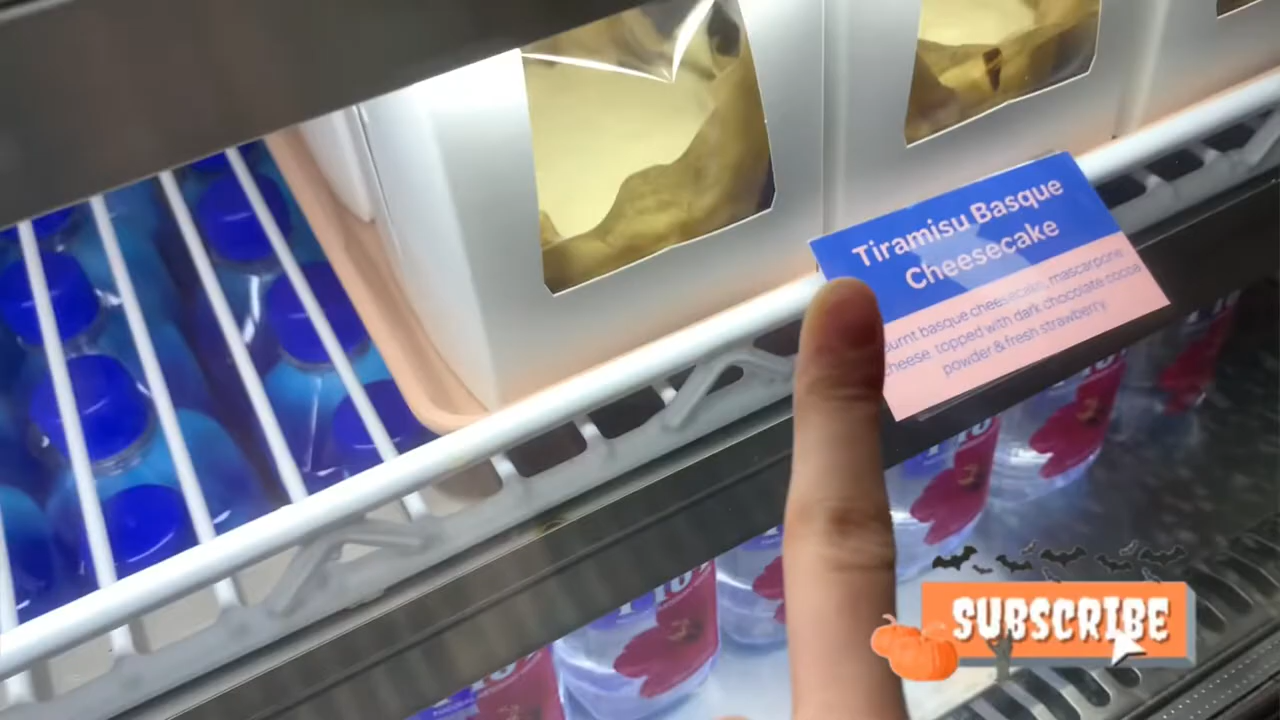 Tiramisu Basque
Cheesecake
Burnt basque cheesecake, mascarpone
cheese, topped with dark chocolate cocoa
powder & fresh strawberry
SUBSCRIBE